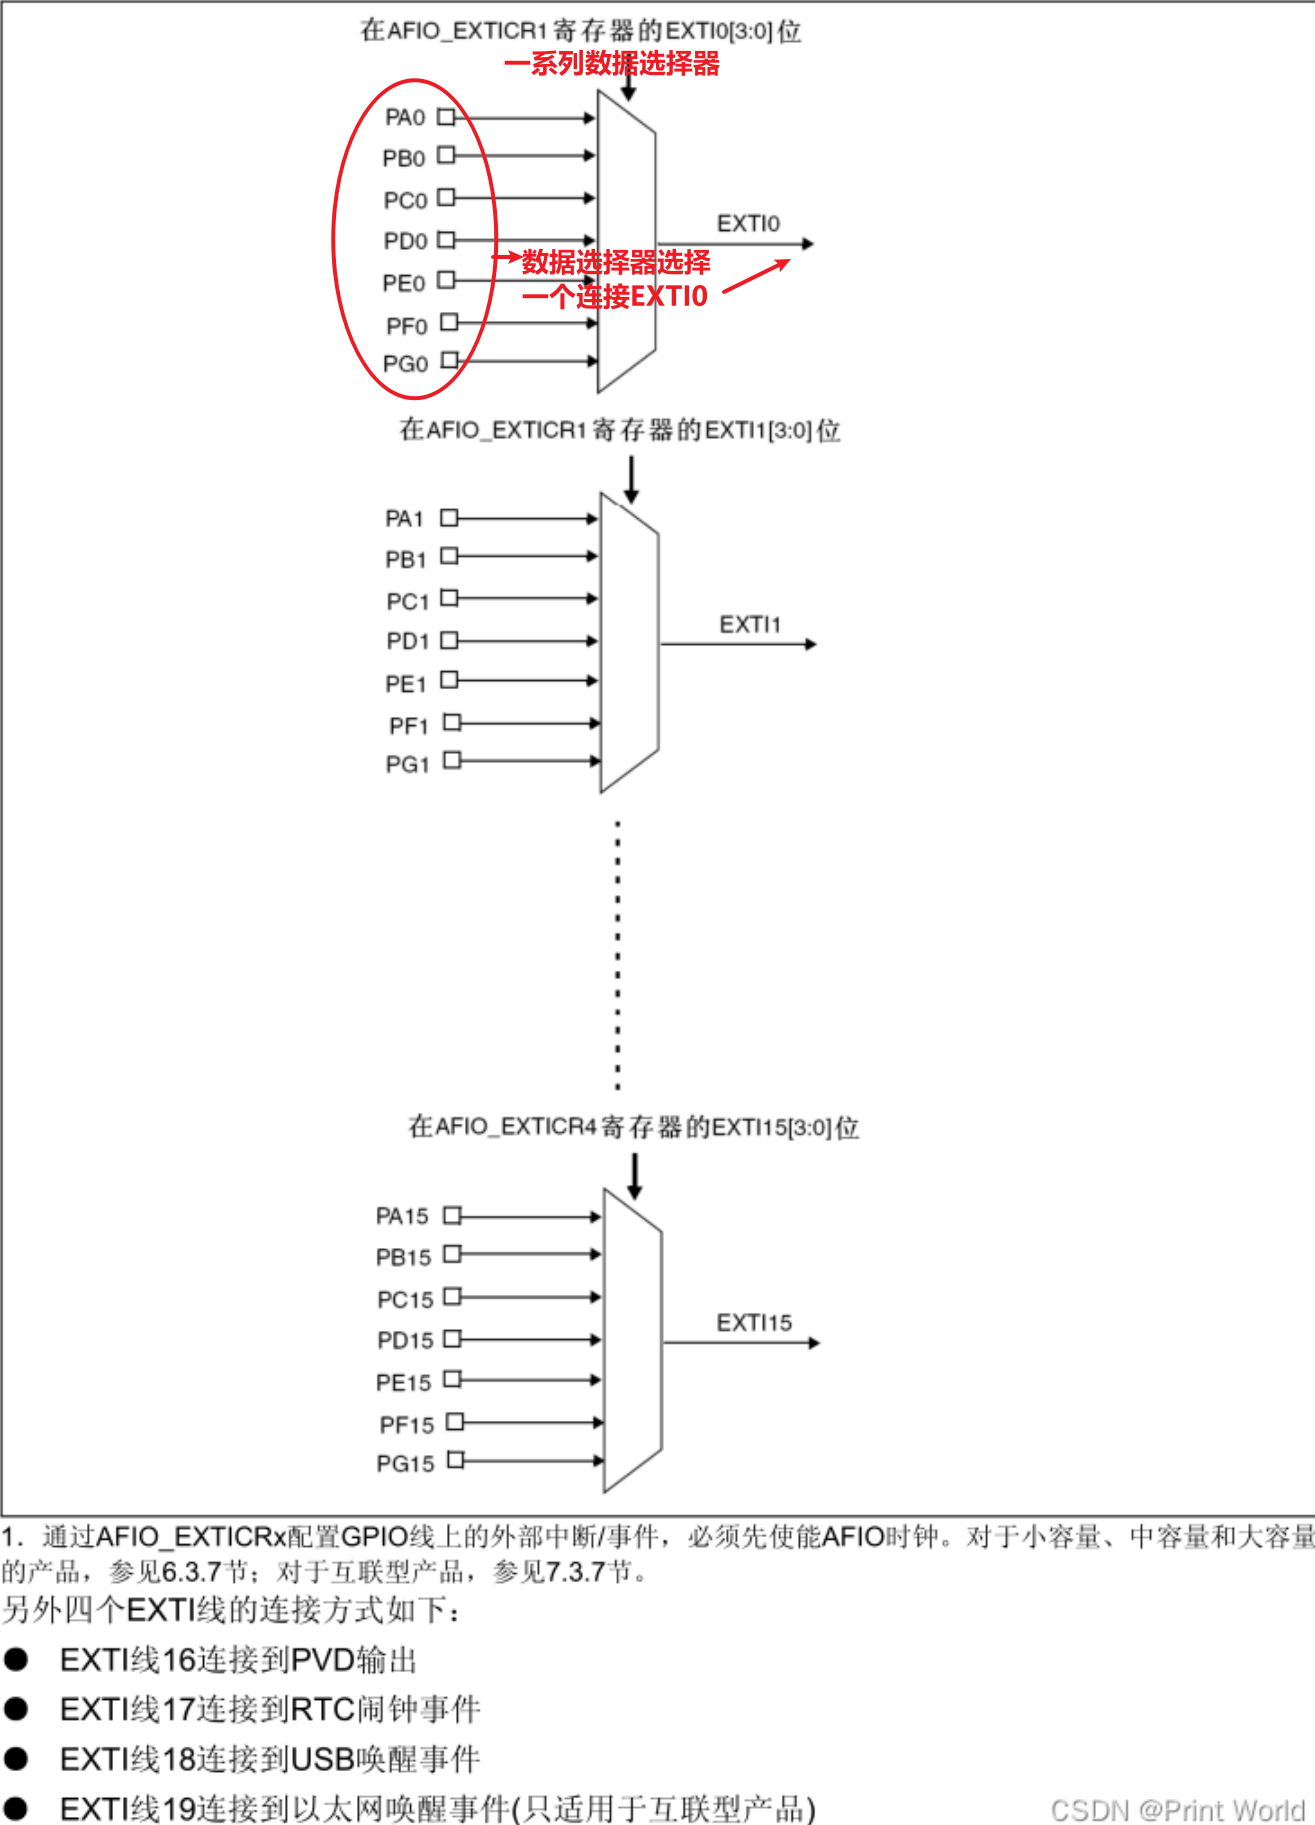 在AFIO_EXTICR1寄存器的EXTI0[3:0]位
一系列数据选择器
PA0
PB0
PC0
EXTI0
PD0
数据选择器选择
PE0
一个连接EXTI0
PF0
PG0
在AFIO_EXTICR1寄存器的EXTI1[3:0]位
PA1
PB1
PC1
EXTI1
PD1
PE1
PF1
PG1
在AFIO_EXTICR4寄存器的EXTI15[3:0]位
PA15
PB15
PC15
EXTI15
PD15
PE15
PF15
PG15
1. 通过AFIO_EXTICRx配置GPIO线上的外部中断/事件，必须先使能AFIO时钟。对于小容量、中容量和大容量
的产品，参见6.3.7节；对于互联型产品，参见7.3.7节。
另外四个EXTI线的连接方式如下：
● EXTI线16连接到PVD输出
● EXTI线17连接到RTC闹钟事件
● EXTI线18连接到USB唤醒事件
● EXTI线19连接到以太网唤醒事件(只适用于互联型产品)
CSDN @Print World